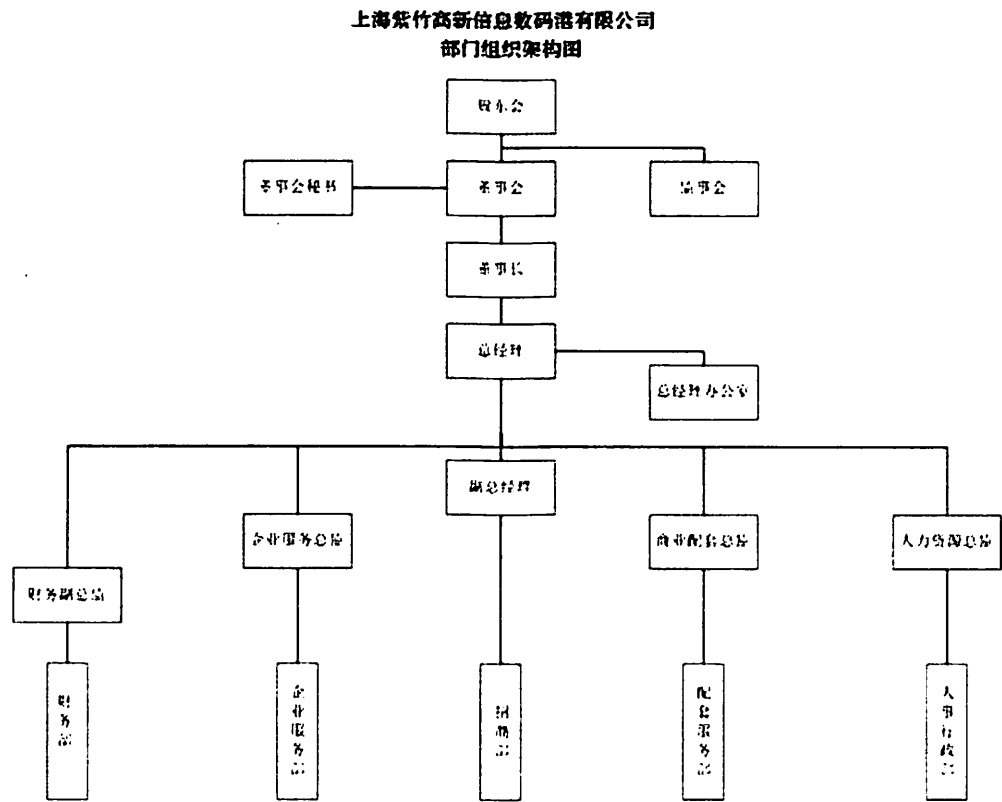 上海紫竹高新信息数码港有限公司
部门组织架构图
股东会
董事会秘书
董事会
监事会
董事长
总经理
总经理办公室
副总经理
企业服务总监
商业配套总监
人力资源总监
财务副总监
财务部
企业服务部
招商部
配套服务部
人事行政部